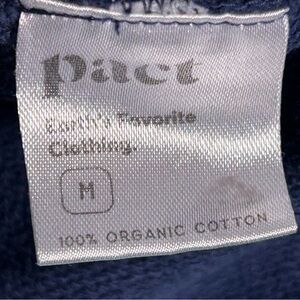 pact
Earth's Favorite
Clothing.
M
100% ORGANIC COTTON